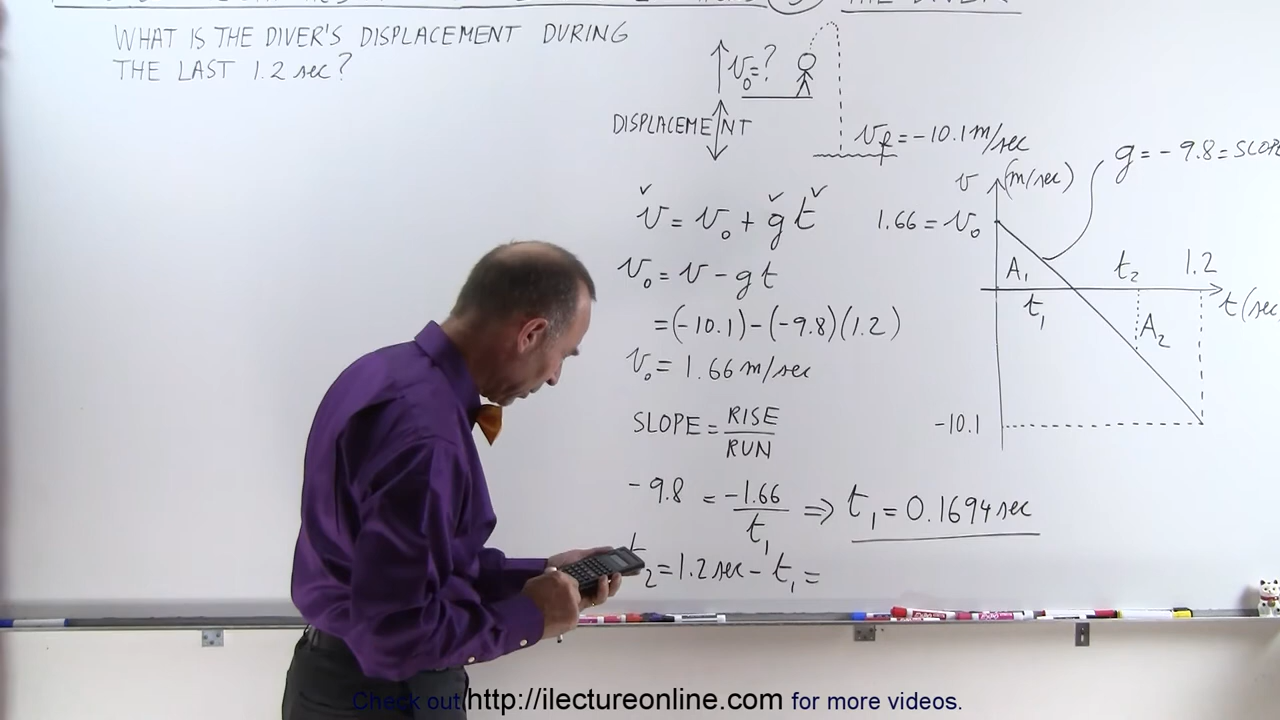 WHAT IS THE DIVER'S DISPLACEMENT DURING
THE LAST 1.2 sec?
v₀=?
DISPLACEMENT
v_f = -10.1 m/sec
v = v₀ + g t
v₀ = v - g t
= (-10.1) - (-9.8)(1.2)
v₀ = 1.66 m/sec
SLOPE = RISE/RUN
-9.8 = -1.66/t₁ ⇒ t₁ = 0.1694 sec
t₂ = 1.2 sec - t₁ =
g = -9.8 = SLOPE
v (m/sec)
1.66 = v₀
A₁
t₁
t₂
1.2
t (sec
A₂
-10.1
Check out http://ilectureonline.com for more videos.